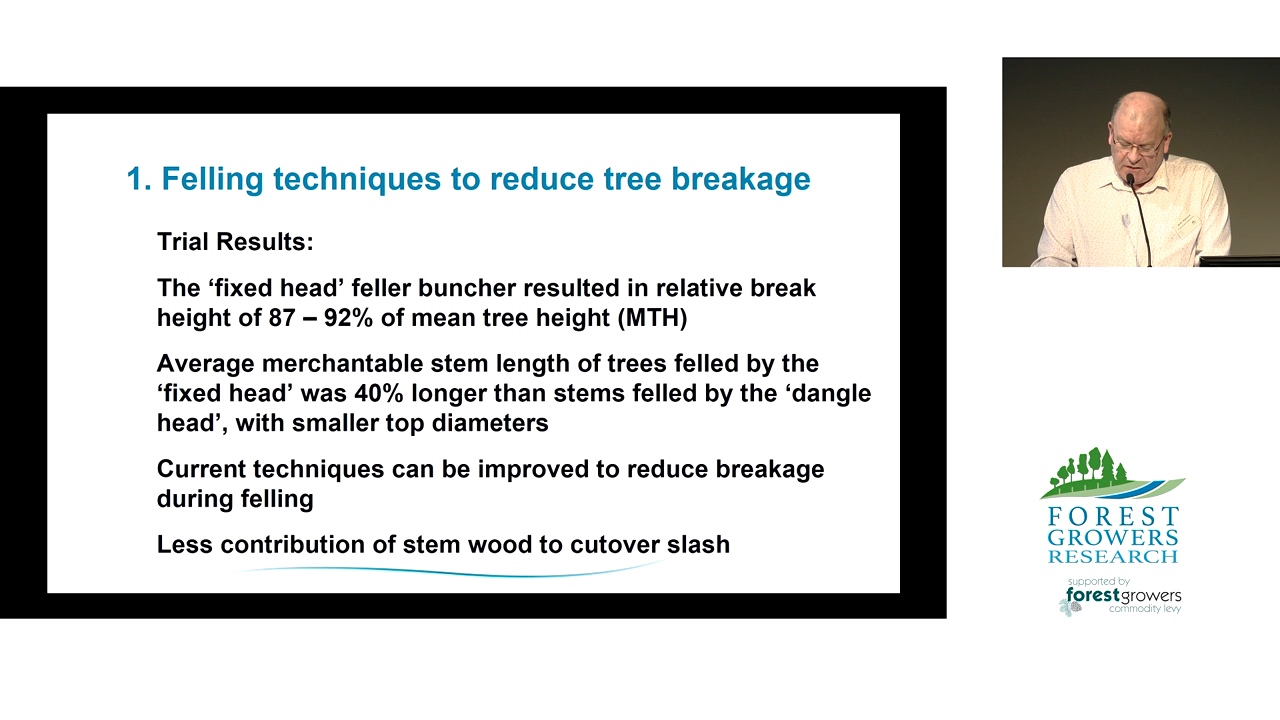 1. Felling techniques to reduce tree breakage
Trial Results:
The ‘fixed head’ feller buncher resulted in relative break
height of 87 – 92% of mean tree height (MTH)
Average merchantable stem length of trees felled by the
‘fixed head’ was 40% longer than stems felled by the ‘dangle
head’, with smaller top diameters
Current techniques can be improved to reduce breakage
during felling
Less contribution of stem wood to cutover slash
FOREST
GROWERS
RESEARCH
supported by
forestgrowers
commodity levy